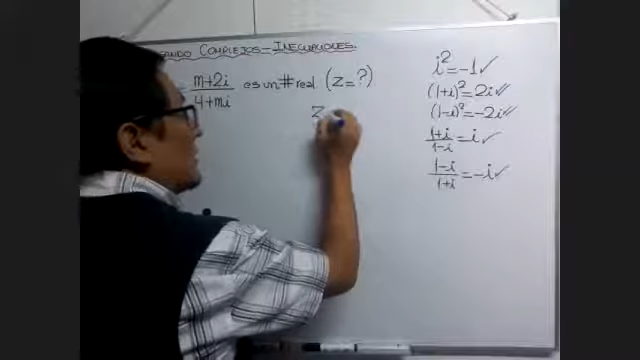 COMPLEJOS – INECUACIONES.
m+2i / 4+mi es un # real (Z=?)
Z
i²=-1 ✓
(1+i)²=2i ✓✓
(1-i)²=-2i ✓✓
1+i / 1-i = i ✓
1-i / 1+i = -i ✓